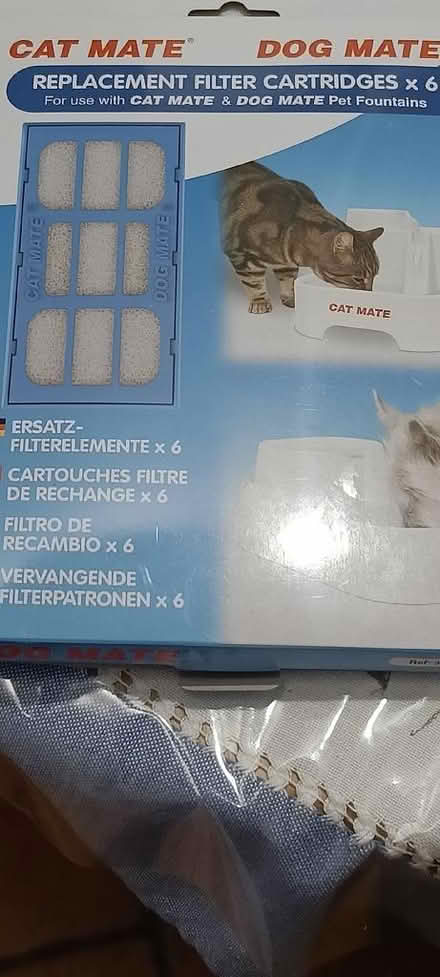 CAT MATE® DOG MATE
REPLACEMENT FILTER CARTRIDGES x 6
For use with CAT MATE & DOG MATE Pet Fountains
CAT MATE
DOG MATE
CAT MATE
ERSATZ-
FILTERELEMENTE x 6
CARTOUCHES FILTRE
DE RECHANGE x 6
FILTRO DE
RECAMBIO x 6
VERVANGENDE
FILTERPATRONEN x 6
DOG MATE
Ref: